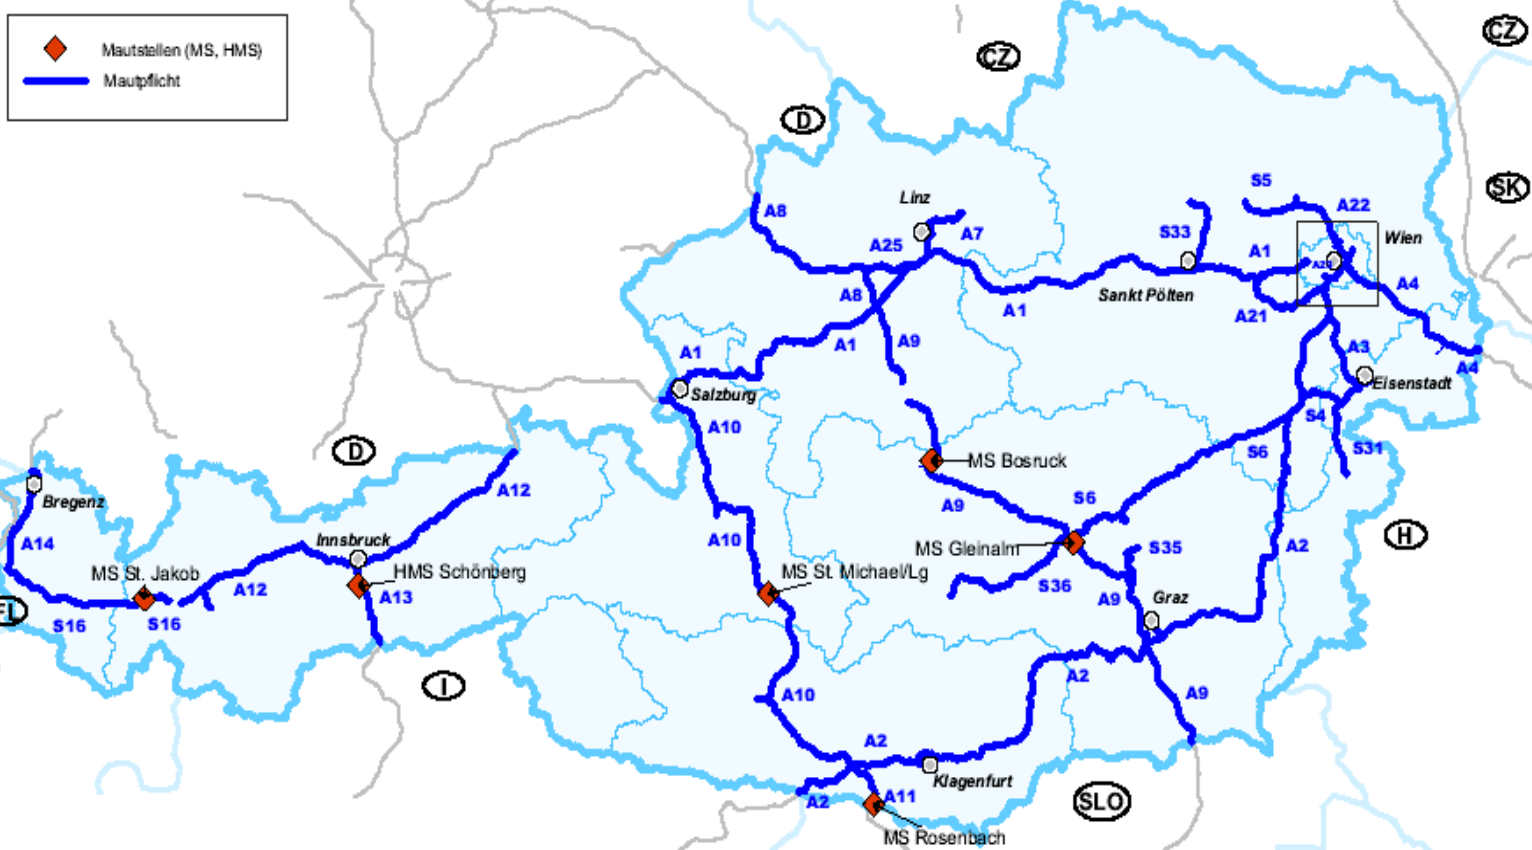 Mautstellen (MS, HMS)
Mautpflicht
CZ
CZ
D
SK
S5
A22
Linz
A8
A7
S33
A25
A1
Wien
A4
A8
Sankt Pölten
A1
A21
A1
A9
A3
A1
A4
Salzburg
Eisenstadt
A10
S4
S31
D
S6
MS Bosruck
A12
Bregenz
S6
A9
H
A14
Innsbruck
A10
MS Gleinalm
S35
A2
MS St. Jakob
HMS Schönberg
MS St. Michael/Lg
A12
A13
S36
A9
Graz
FL
S16
S16
I
A10
A2
A9
A2
Klagenfurt
A2
A11
SLO
MS Rosenbach